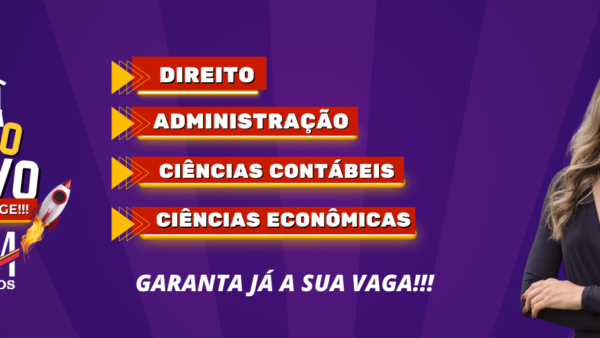 DIREITO
ADMINISTRAÇÃO
CIÊNCIAS CONTÁBEIS
CIÊNCIAS ECONÔMICAS
GARANTA JÁ A SUA VAGA!!!